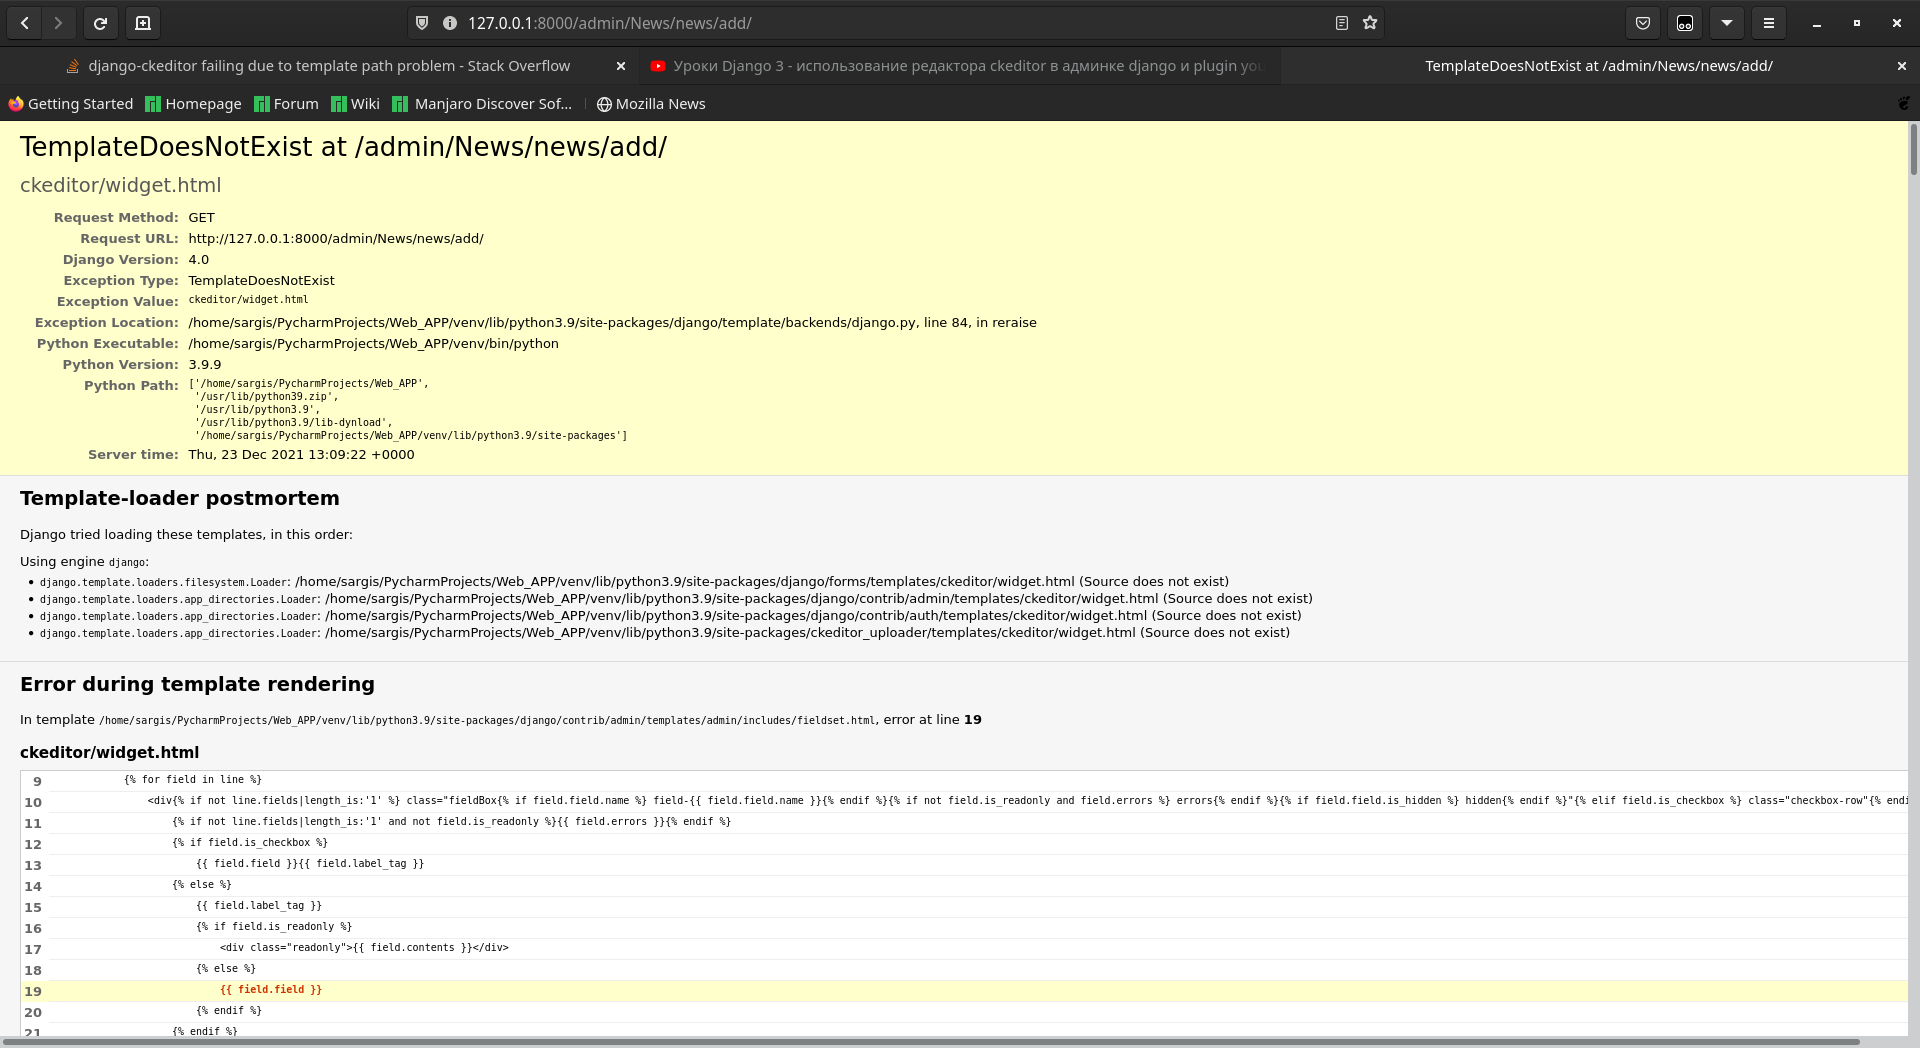 127.0.0.1:8000/admin/News/news/add/
django-ckeditor failing due to template path problem - Stack Overflow
Уроки Django 3 - использование редактора ckeditor в админке django и plugin you
TemplateDoesNotExist at /admin/News/news/add/
Getting Started Homepage Forum Wiki Manjaro Discover Sof... Mozilla News
TemplateDoesNotExist at /admin/News/news/add/
ckeditor/widget.html
Request Method: GET
Request URL: http://127.0.0.1:8000/admin/News/news/add/
Django Version: 4.0
Exception Type: TemplateDoesNotExist
Exception Value: ckeditor/widget.html
Exception Location: /home/sargis/PycharmProjects/Web_APP/venv/lib/python3.9/site-packages/django/template/backends/django.py, line 84, in reraise
Python Executable: /home/sargis/PycharmProjects/Web_APP/venv/bin/python
Python Version: 3.9.9
Python Path: ['/home/sargis/PycharmProjects/Web_APP',
'/usr/lib/python39.zip',
'/usr/lib/python3.9',
'/usr/lib/python3.9/lib-dynload',
'/home/sargis/PycharmProjects/Web_APP/venv/lib/python3.9/site-packages']
Server time: Thu, 23 Dec 2021 13:09:22 +0000
Template-loader postmortem
Django tried loading these templates, in this order:
Using engine django:
• django.template.loaders.filesystem.Loader: /home/sargis/PycharmProjects/Web_APP/venv/lib/python3.9/site-packages/django/forms/templates/ckeditor/widget.html (Source does not exist)
• django.template.loaders.app_directories.Loader: /home/sargis/PycharmProjects/Web_APP/venv/lib/python3.9/site-packages/django/contrib/admin/templates/ckeditor/widget.html (Source does not exist)
• django.template.loaders.app_directories.Loader: /home/sargis/PycharmProjects/Web_APP/venv/lib/python3.9/site-packages/django/contrib/auth/templates/ckeditor/widget.html (Source does not exist)
• django.template.loaders.app_directories.Loader: /home/sargis/PycharmProjects/Web_APP/venv/lib/python3.9/site-packages/ckeditor_uploader/templates/ckeditor/widget.html (Source does not exist)
Error during template rendering
In template /home/sargis/PycharmProjects/Web_APP/venv/lib/python3.9/site-packages/django/contrib/admin/templates/admin/includes/fieldset.html, error at line 19
ckeditor/widget.html
9 {% for field in line %}
10 <div{% if not line.fields|length_is:'1' %} class="fieldBox{% if field.field.name %} field-{{ field.field.name }}{% endif %}{% if not field.is_readonly and field.errors %} errors{% endif %}{% if field.field.is_hidden %} hidden{% endif %}"{% elif field.is_checkbox %} class="checkbox-row"{% endi
11 {% if not line.fields|length_is:'1' and not field.is_readonly %}{{ field.errors }}{% endif %}
12 {% if field.is_checkbox %}
13 {{ field.field }}{{ field.label_tag }}
14 {% else %}
15 {{ field.label_tag }}
16 {% if field.is_readonly %}
17 <div class="readonly">{{ field.contents }}</div>
18 {% else %}
19 {{ field.field }}
20 {% endif %}
21 {% endif %}